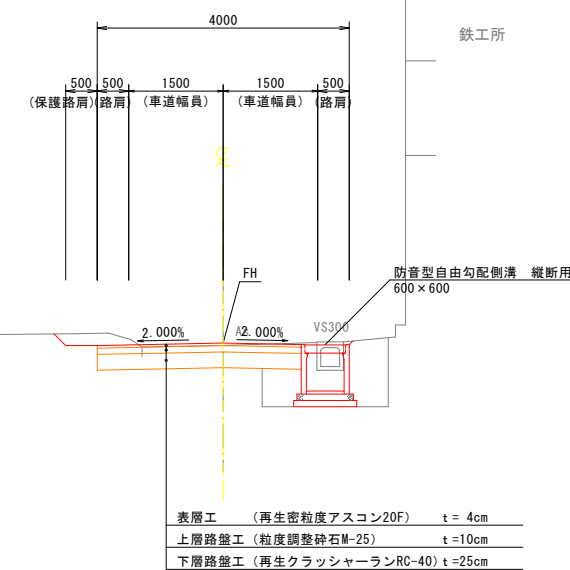 4000
鉄工所
500 500 1500 1500 500
(保護路肩)(路肩) (車道幅員) (車道幅員) (路肩)
℄
FH
防音型自由勾配側溝 縦断用
600×600
2.000% AS 2.000% VS300
表層工 (再生密粒度アスコン20F) t = 4cm
上層路盤工 (粒度調整砕石M-25) t =10cm
下層路盤工 (再生クラッシャーランRC-40) t =25cm